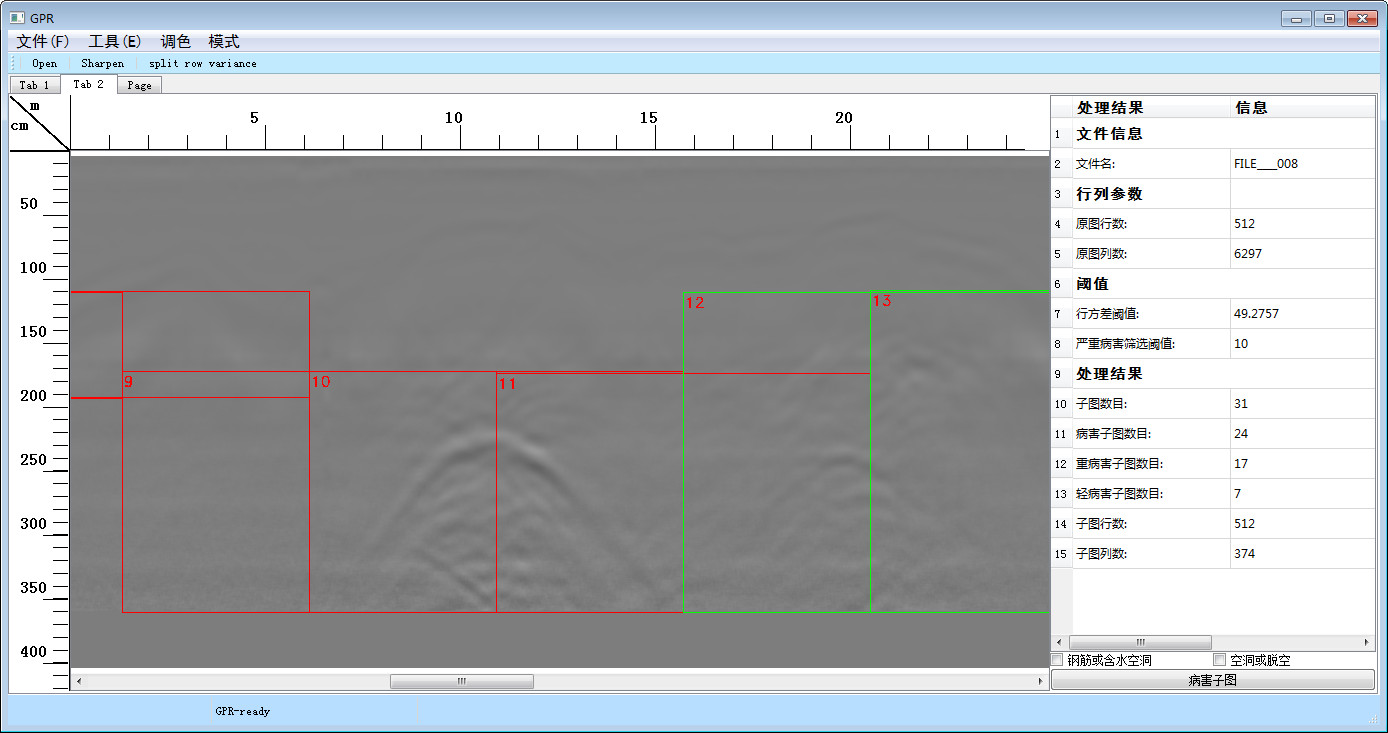 GPR
文件(F) 工具(E) 调色 模式
Open Sharpen split row variance
Tab 1 Tab 2 Page
m
cm
5 10 15 20
50
100
150
200
250
300
350
400
9 10 11 12 13
处理结果 信息
1 文件信息
2 文件名: FILE___008
3 行列参数
4 原图行数: 512
5 原图列数: 6297
6 阈值
7 行方差阈值: 49.2757
8 严重病害筛选阈值: 10
9 处理结果
10 子图数目: 31
11 病害子图数目: 24
12 重病害子图数目: 17
13 轻病害子图数目: 7
14 子图行数: 512
15 子图列数: 374
钢筋或含水空洞 空洞或脱空
病害子图
GPR-ready